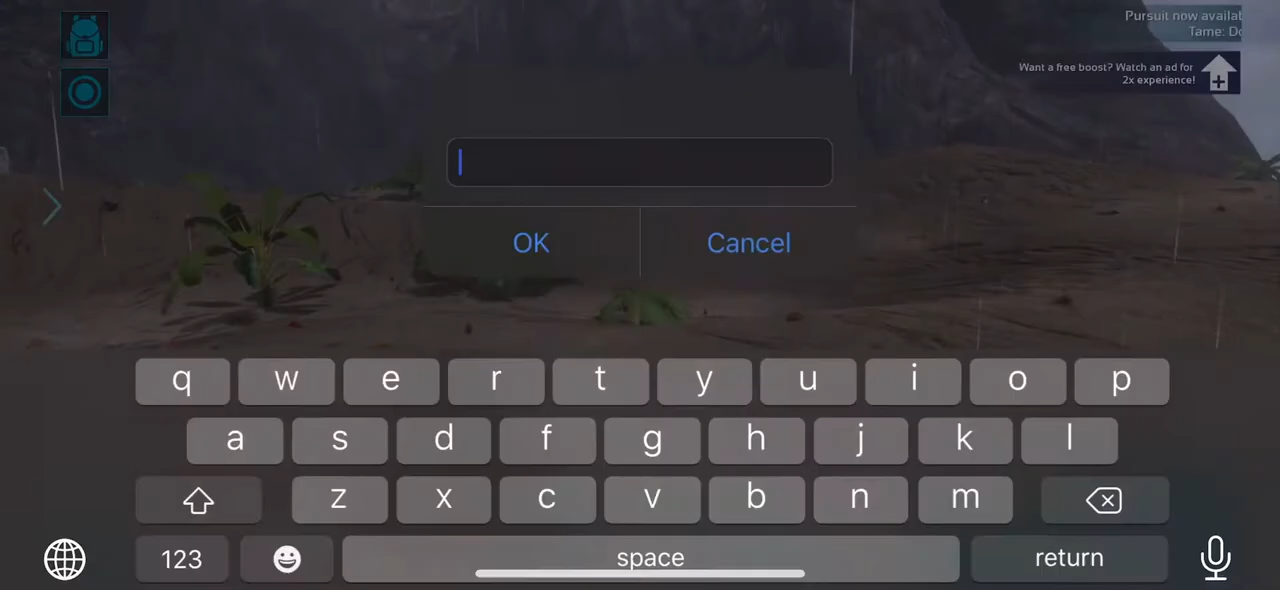 Pursuit now availab
Tame: Do
Want a free boost? Watch an ad for
2x experience!
OK
Cancel
q w e r t y u i o p
a s d f g h j k l
z x c v b n m
123
space
return